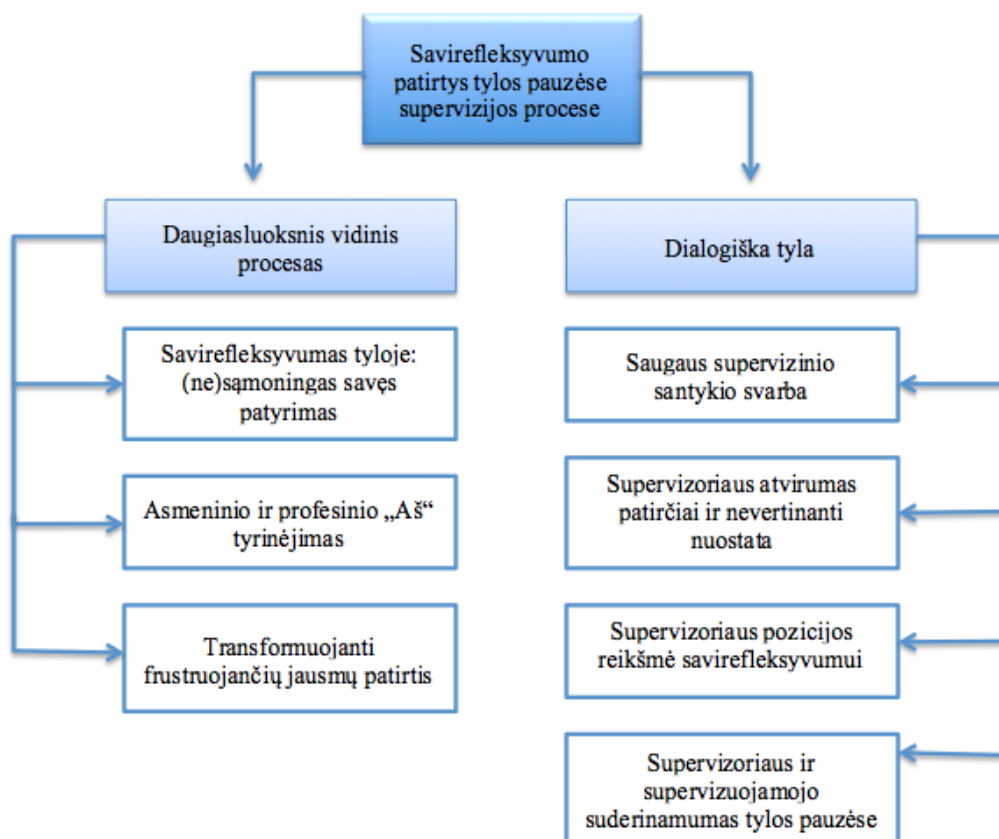 Savirefleksyvumo
patirtys tylos pauzėse
supervizijos procese
Daugiasluoksnis vidinis
procesas
Savirefleksyvumas tyloje:
(ne)sąmoningas savęs
patyrimas
Asmeninio ir profesinio „Aš“
tyrinėjimas
Transformuojanti
frustruojančių jausmų patirtis
Dialogiška tyla
Saugaus supervizinio
santykio svarba
Supervizoriaus atvirumas
patirčiai ir nevertinanti
nuostata
Supervizoriaus pozicijos
reikšmė savirefleksyvumui
Supervizoriaus ir
supervizuojamojo
suderinamumas tylos pauzėse